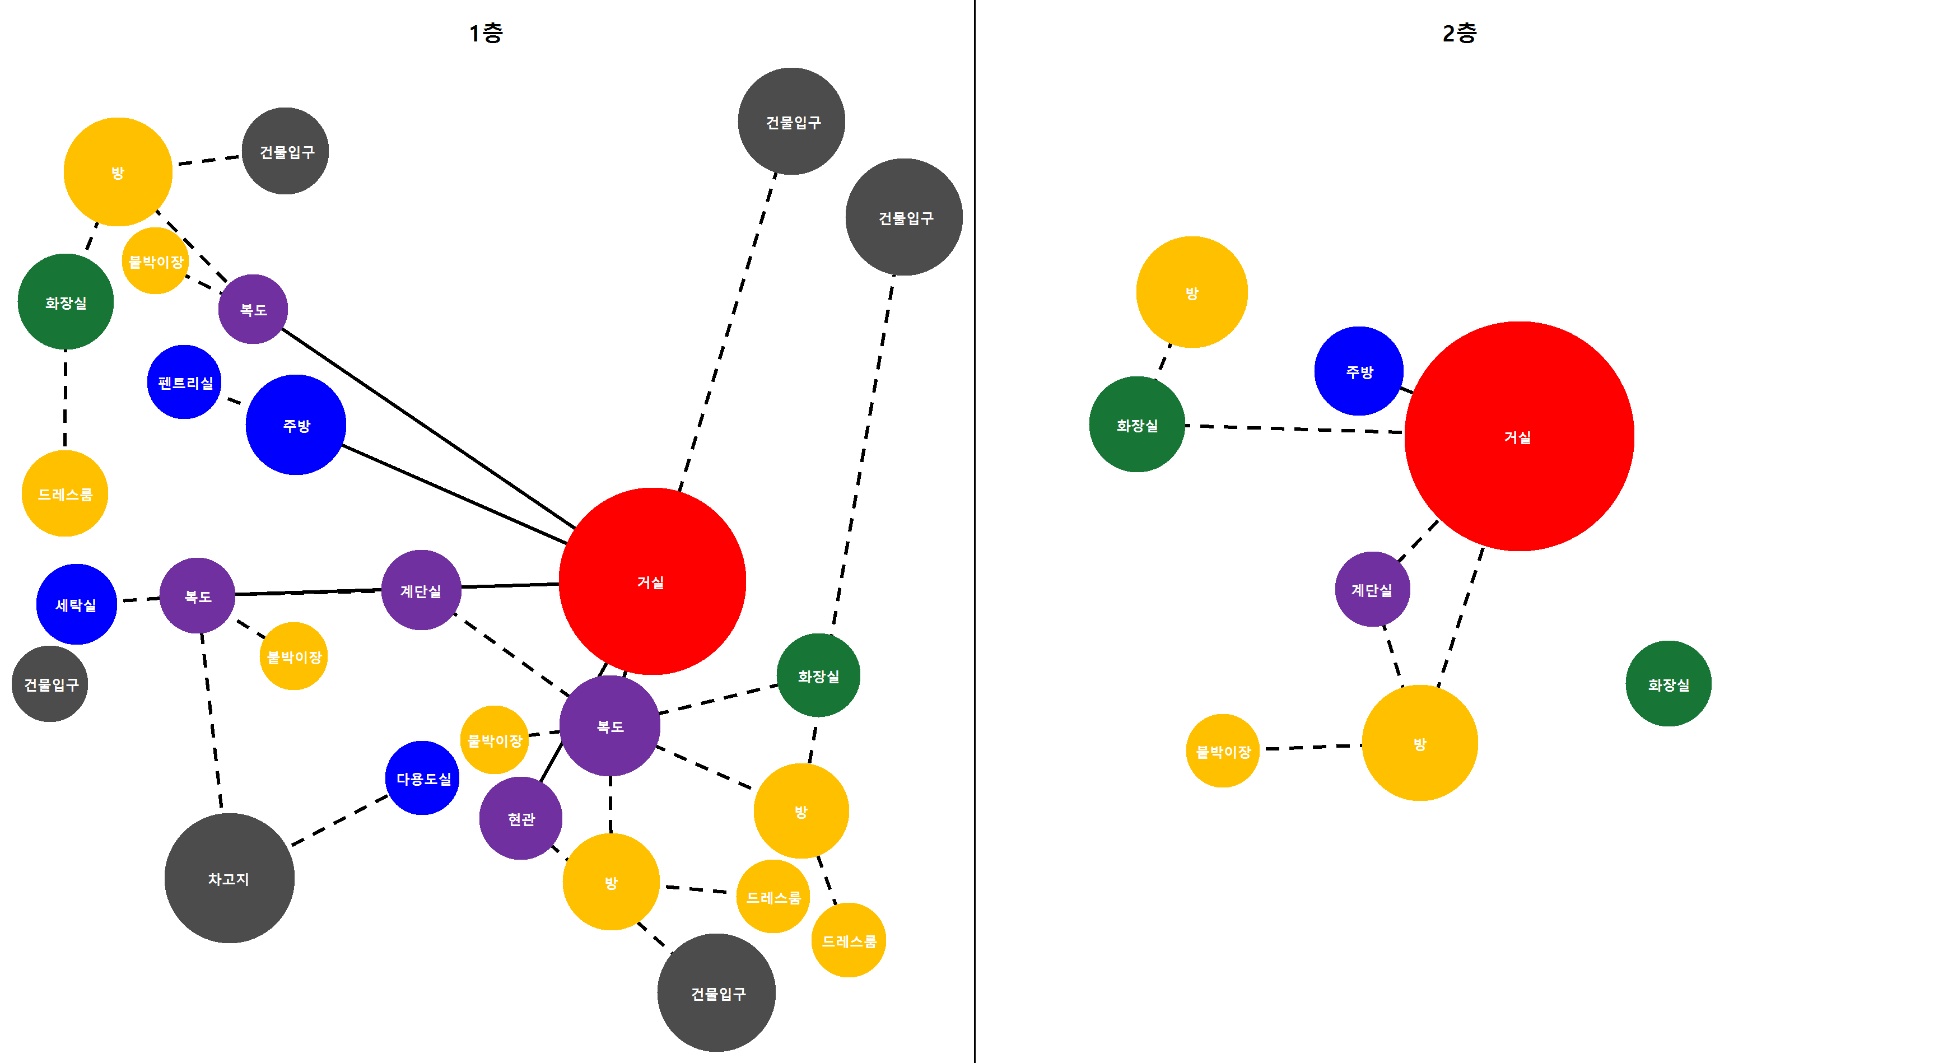 1층
건물입구
건물입구
방
건물입구
붙박이장
화장실
복도
펜트리실
주방
드레스룸
거실
세탁실
복도
계단실
붙박이장
건물입구
화장실
복도
붙박이장
다용도실
현관
방
차고지
방
드레스룸
드레스룸
건물입구
2층
방
주방
화장실
거실
계단실
화장실
붙박이장
방